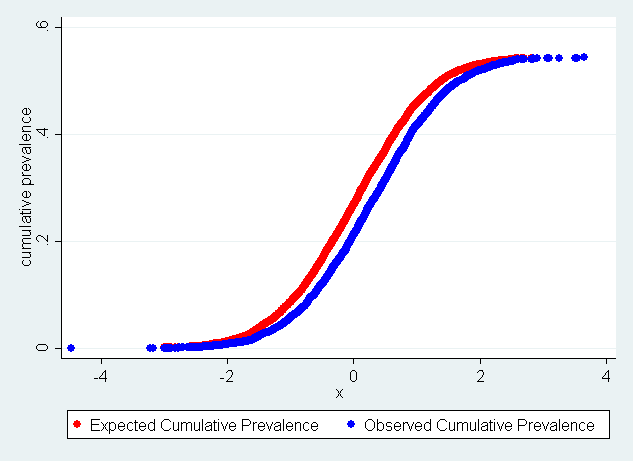 .6
.4
.2
0
cumulative prevalence
-4 -2 0 2 4
x
Expected Cumulative Prevalence Observed Cumulative Prevalence